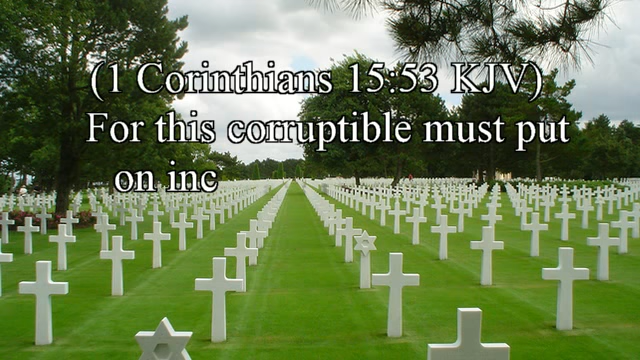 (1 Corinthians 15:53 KJV)
For this corruptible must put
on inc